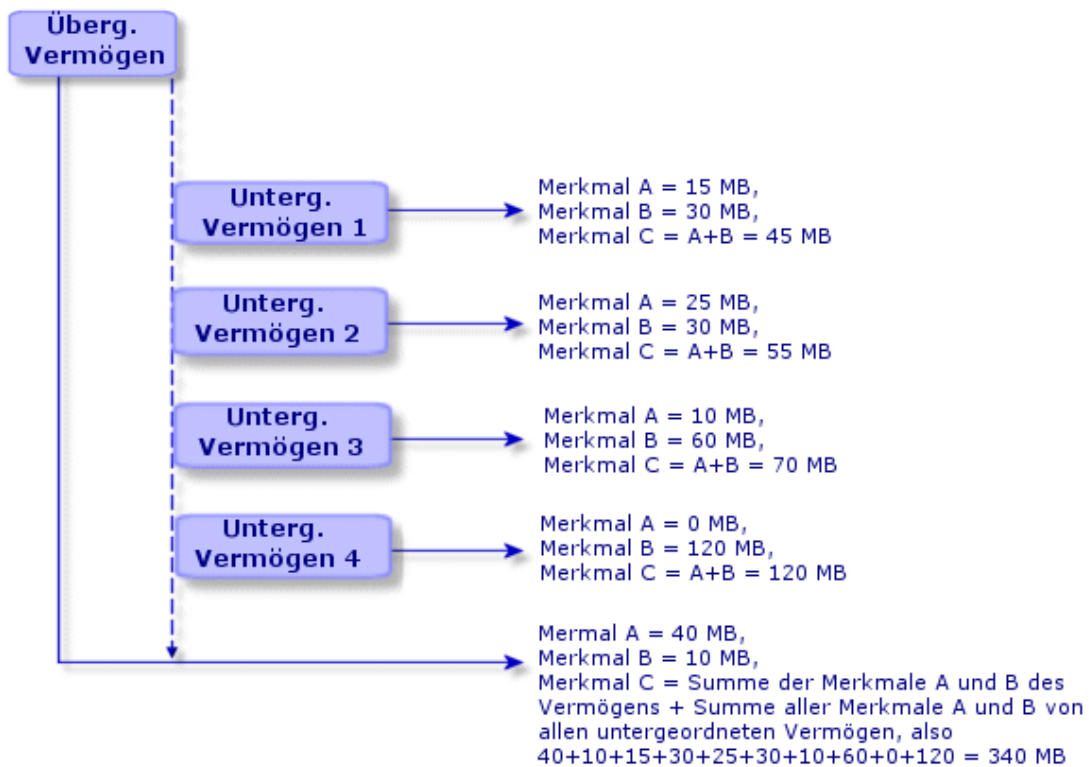 Überg.
Vermögen
Unterg.
Vermögen 1
Merkmal A = 15 MB,
Merkmal B = 30 MB,
Merkmal C = A+B = 45 MB
Unterg.
Vermögen 2
Merkmal A = 25 MB,
Merkmal B = 30 MB,
Merkmal C = A+B = 55 MB
Unterg.
Vermögen 3
Merkmal A = 10 MB,
Merkmal B = 60 MB,
Merkmal C = A+B = 70 MB
Unterg.
Vermögen 4
Merkmal A = 0 MB,
Merkmal B = 120 MB,
Merkmal C = A+B = 120 MB
Mermal A = 40 MB,
Merkmal B = 10 MB,
Merkmal C = Summe der Merkmale A und B des
Vermögens + Summe aller Merkmale A und B von
allen untergeordneten Vermögen, also
40+10+15+30+25+30+10+60+0+120 = 340 MB